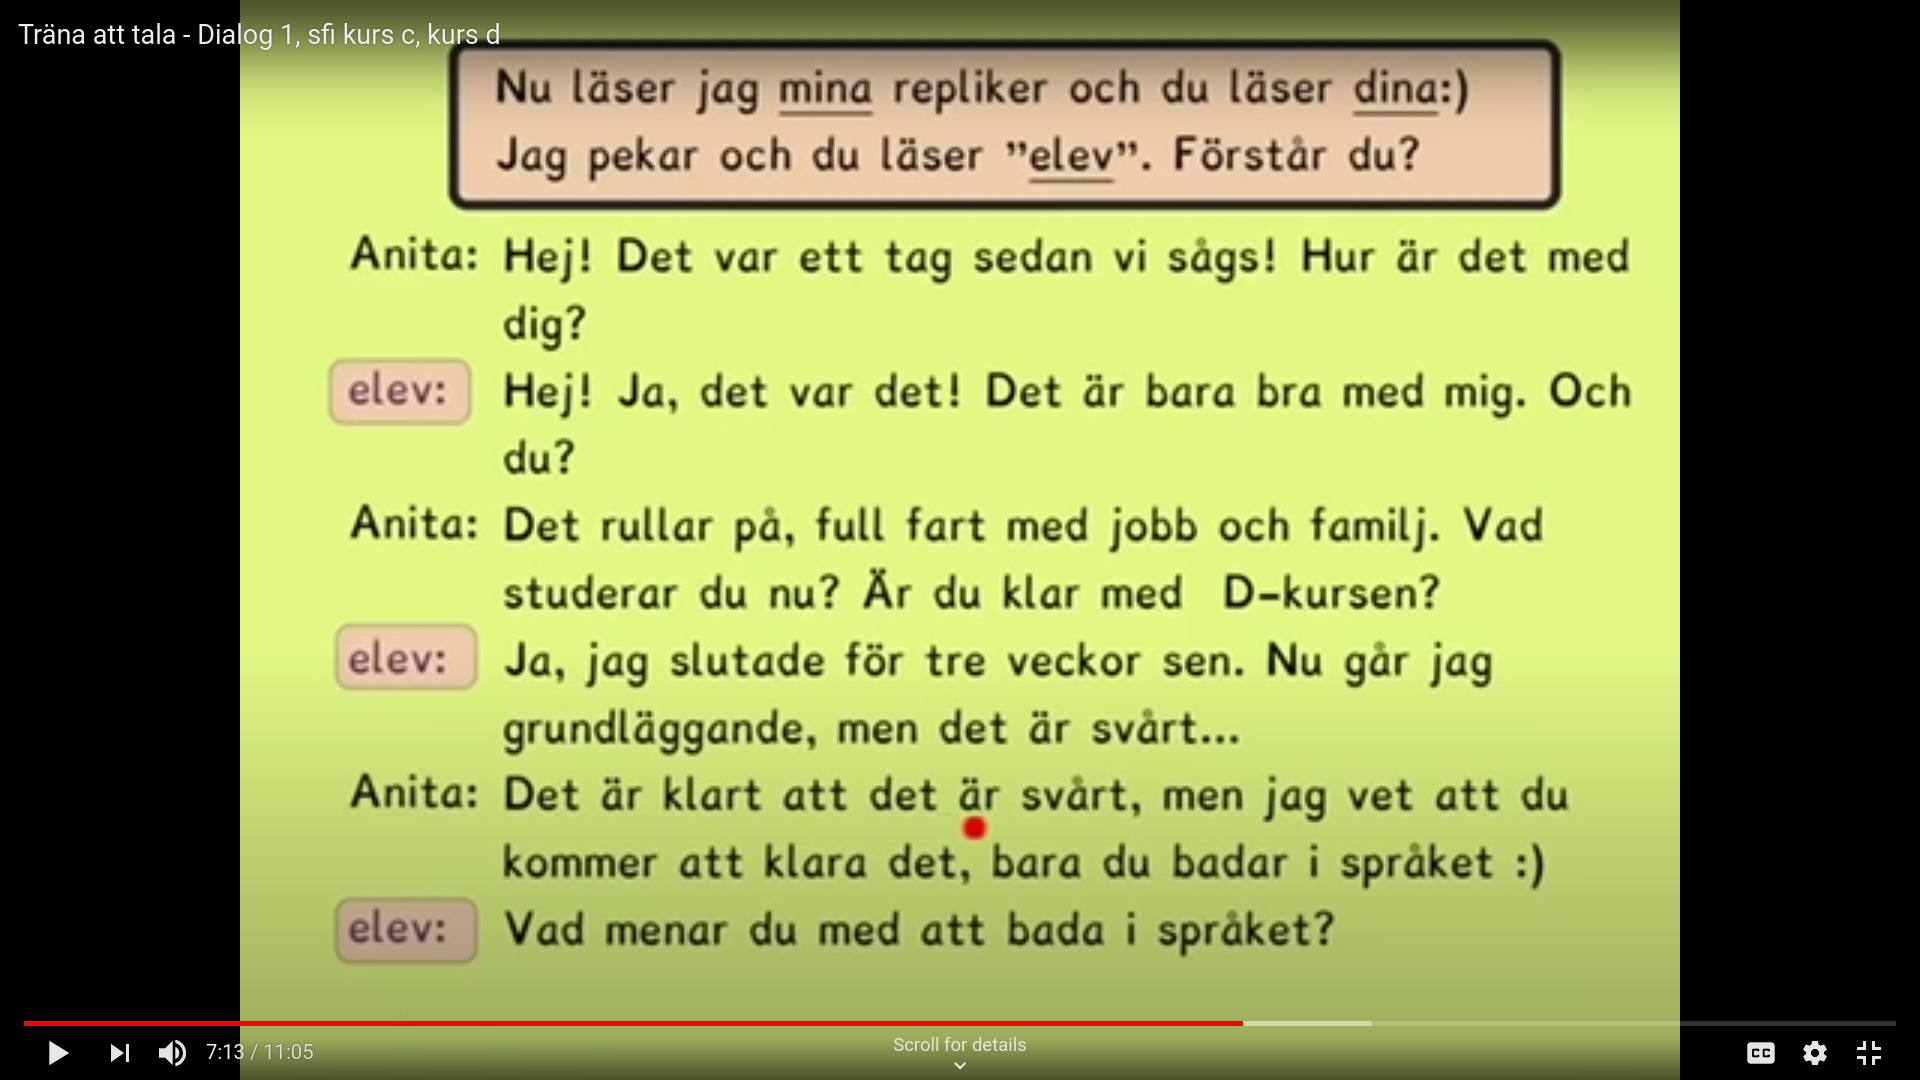 Träna att tala - Dialog 1, sfi kurs c, kurs d
Nu läser jag mina repliker och du läser dina:)
Jag pekar och du läser ”elev”. Förstår du?
Anita: Hej! Det var ett tag sedan vi sågs! Hur är det med
dig?
elev: Hej! Ja, det var det! Det är bara bra med mig. Och
du?
Anita: Det rullar på, full fart med jobb och familj. Vad
studerar du nu? Är du klar med D-kursen?
elev: Ja, jag slutade för tre veckor sen. Nu går jag
grundläggande, men det är svårt...
Anita: Det är klart att det är svårt, men jag vet att du
kommer att klara det, bara du badar i språket :)
elev: Vad menar du med att bada i språket?
7:13 / 11:05
Scroll for details
CC